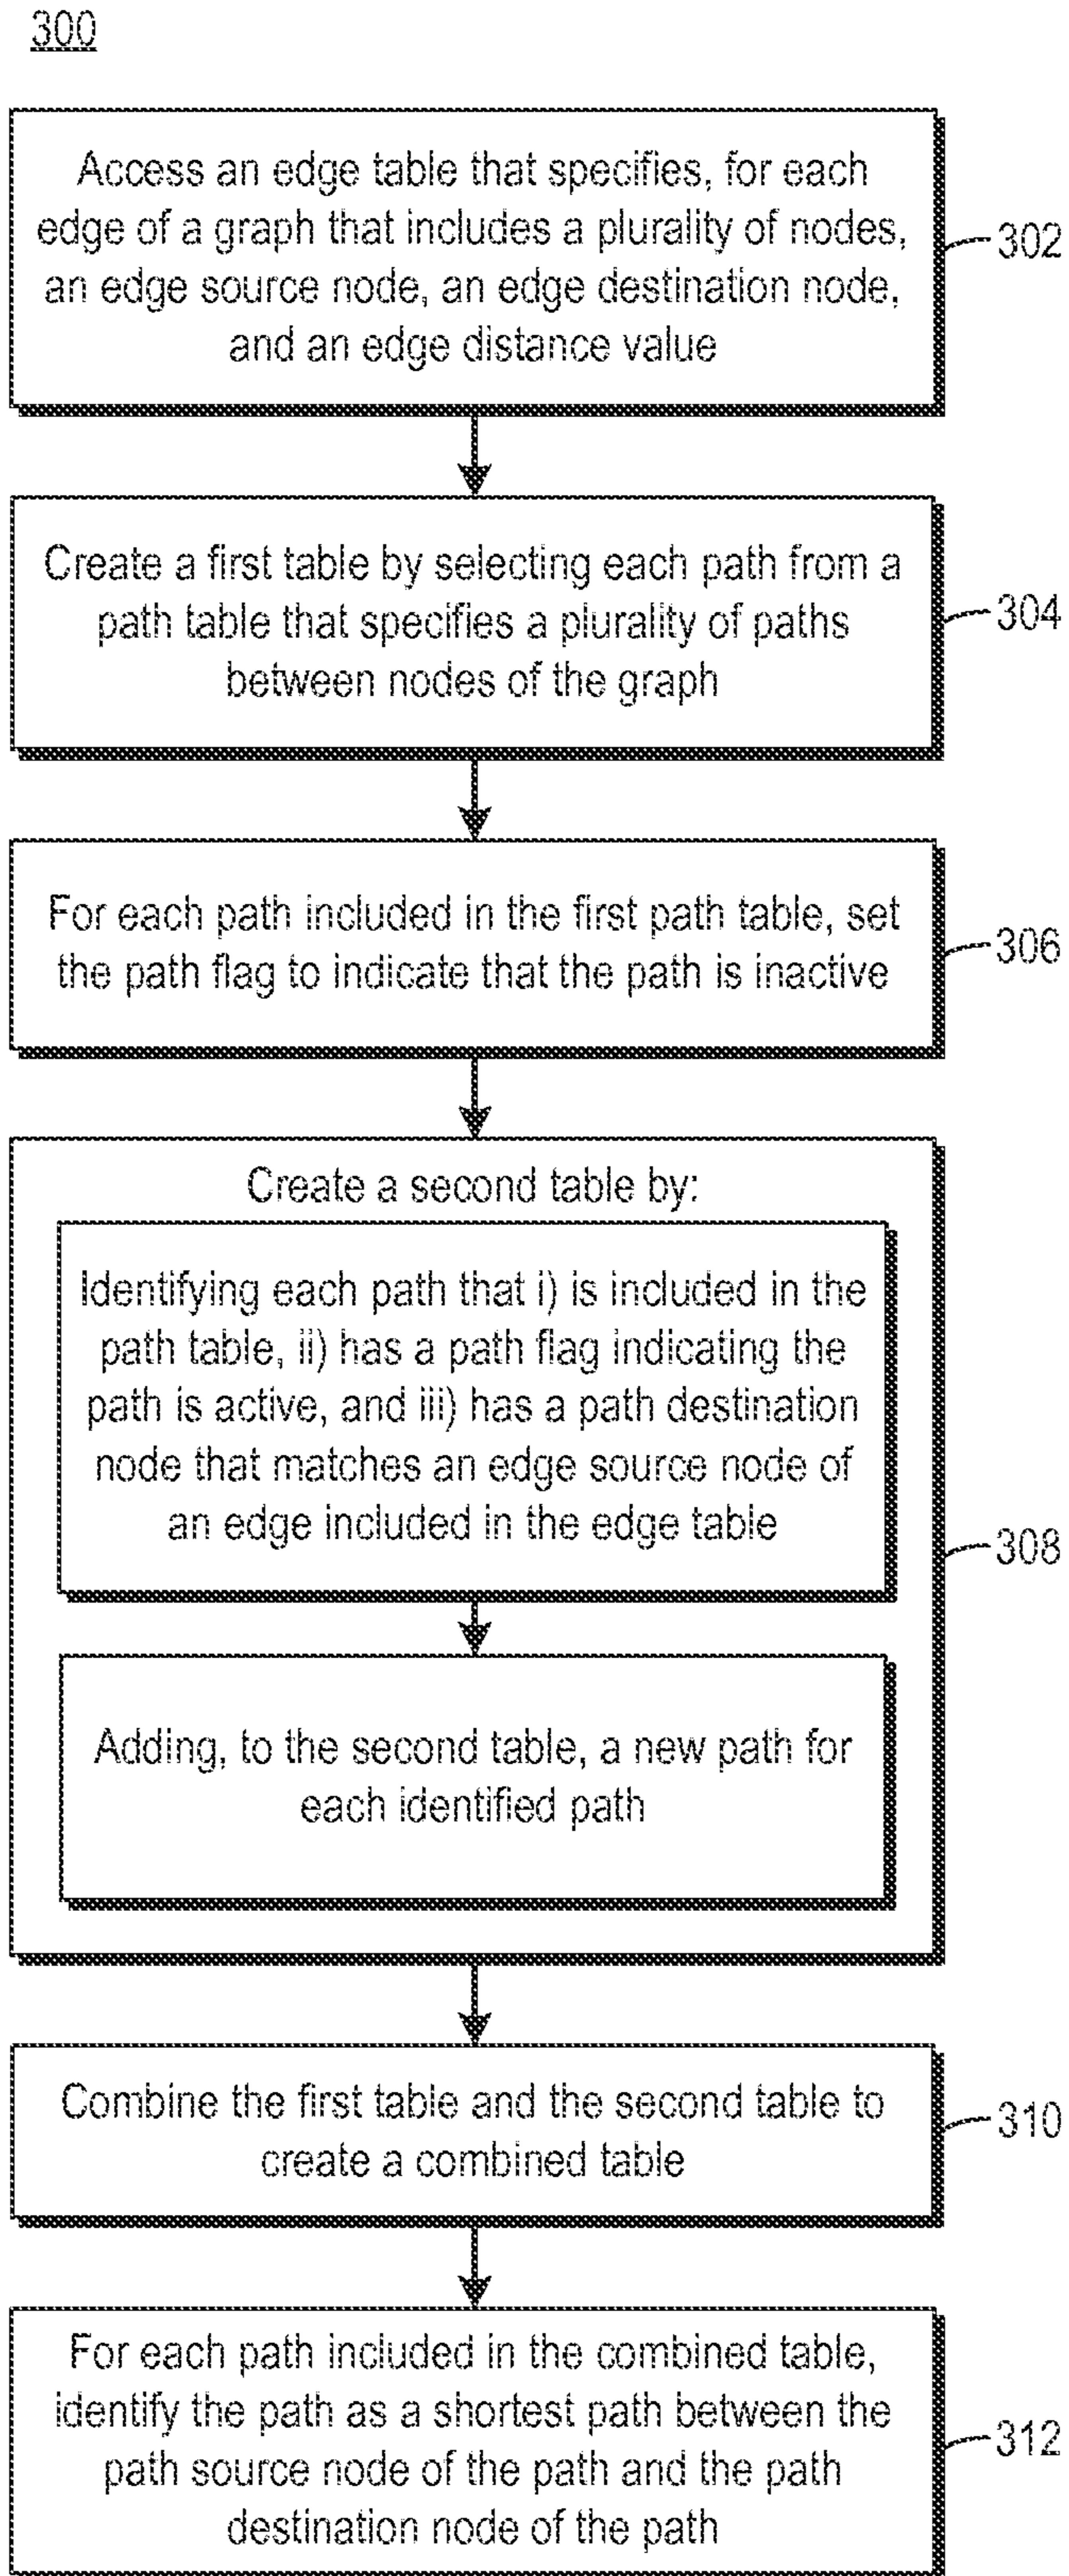 300
Access an edge table that specifies, for each
edge of a graph that includes a plurality of nodes,
an edge source node, an edge destination node,
and an edge distance value
302
Create a first table by selecting each path from a
path table that specifies a plurality of paths
between nodes of the graph
304
For each path included in the first path table, set
the path flag to indicate that the path is inactive
306
Create a second table by:
Identifying each path that i) is included in the
path table, ii) has a path flag indicating the
path is active, and iii) has a path destination
node that matches an edge source node of
an edge included in the edge table
308
Adding, to the second table, a new path for
each identified path
Combine the first table and the second table to
create a combined table
310
For each path included in the combined table,
identify the path as a shortest path between the
path source node of the path and the path
destination node of the path
312